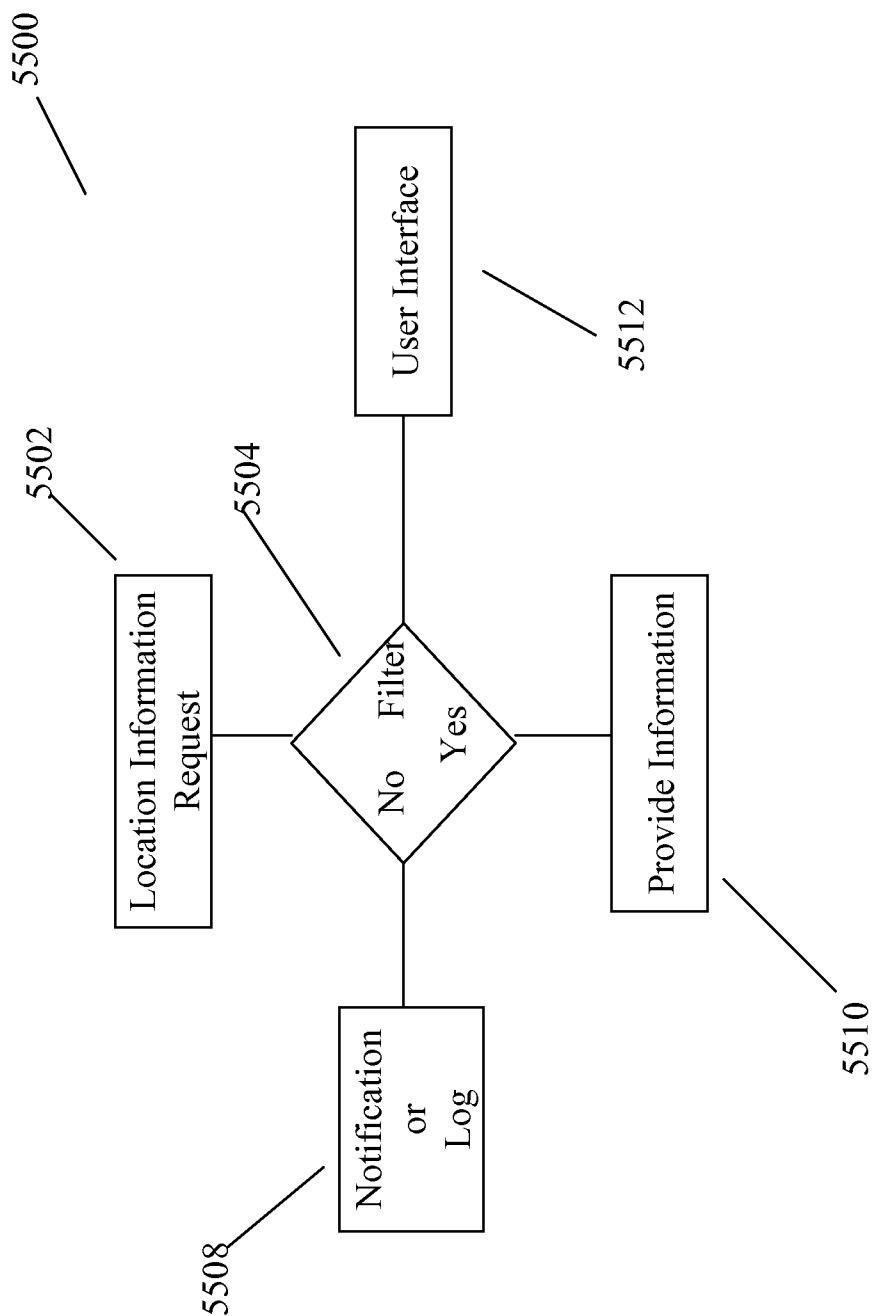 5500
5502
Location Information
Request
5504
5508
Notification
or
Log
No
Filter
Yes
User Interface
5512
Provide Information
5510